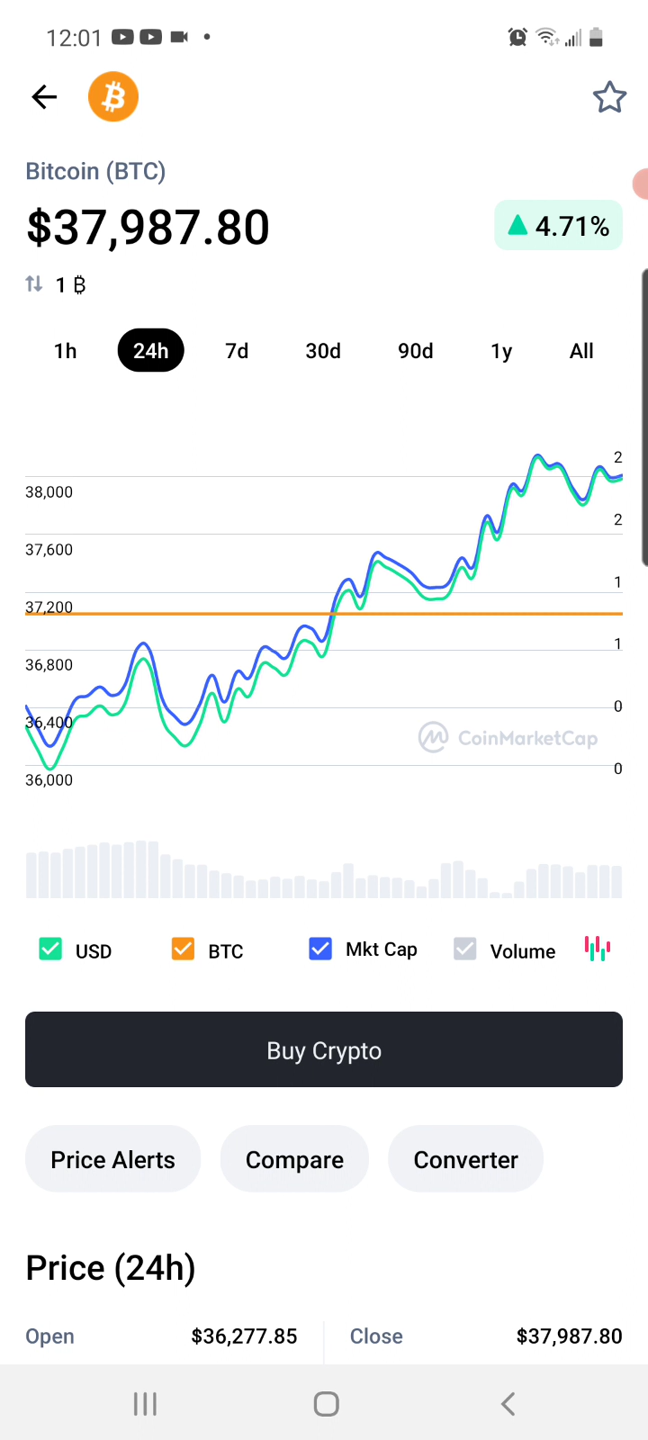 12:01
Bitcoin (BTC)
$37,987.80
4.71%
1 ₿
1h 24h 7d 30d 90d 1y All
2
38,000
2
37,600
1
37,200
1
36,800
0
36,400
CoinMarketCap
0
36,000
USD BTC Mkt Cap Volume
Buy Crypto
Price Alerts Compare Converter
Price (24h)
Open $36,277.85 Close $37,987.80